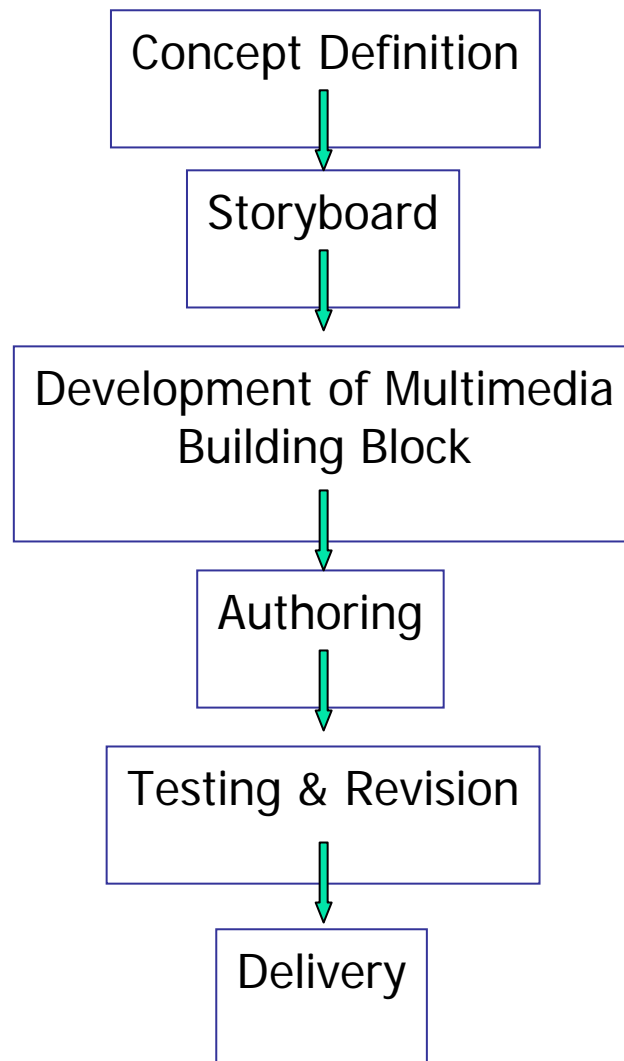 Concept Definition
Storyboard
Development of Multimedia
Building Block
Authoring
Testing & Revision
Delivery